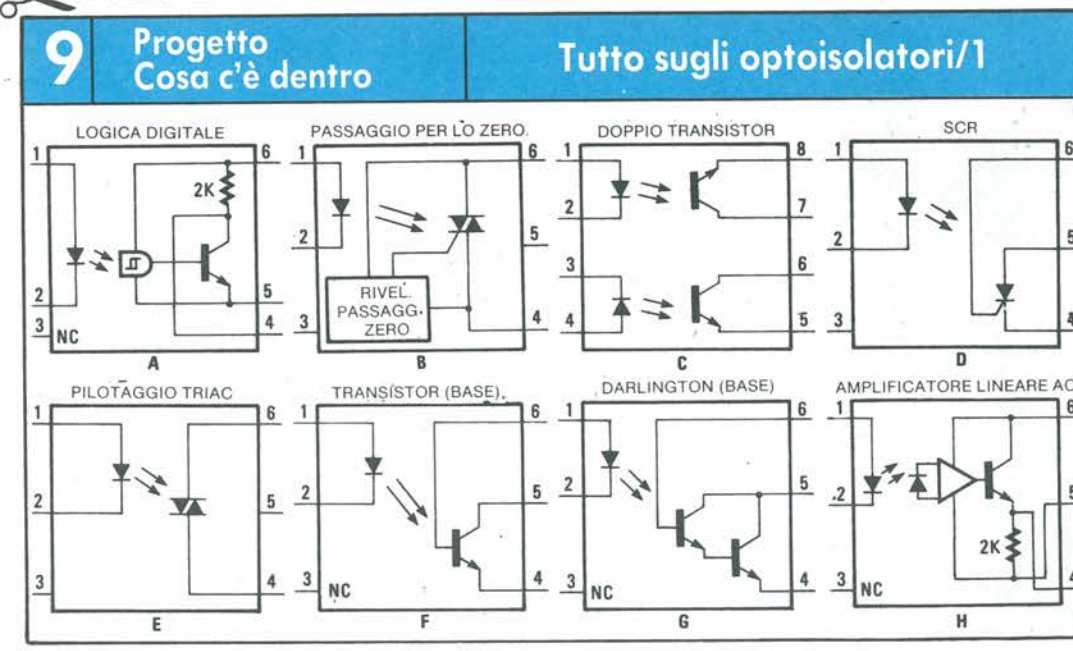 9
Progetto
Cosa c'è dentro
Tutto sugli optoisolatori/1
LOGICA DIGITALE
1
6
2K
2
5
3
NC
4
A
PASSAGGIO PER LO ZERO.
1
6
2
5
RIVEL.
PASSAGG.
ZERO
3
4
B
DOPPIO TRANSISTOR
1
8
2
7
3
6
4
5
C
SCR
1
6
2
5
3
4
D
PILOTAGGIO TRIAC
1
6
2
5
3
4
E
TRANSISTOR (BASE).
1
6
2
5
3
NC
4
F
DARLINGTON (BASE)
1
6
2
5
3
NC
4
G
AMPLIFICATORE LINEARE AC
1
6
2
5
2K
3
NC
4
H